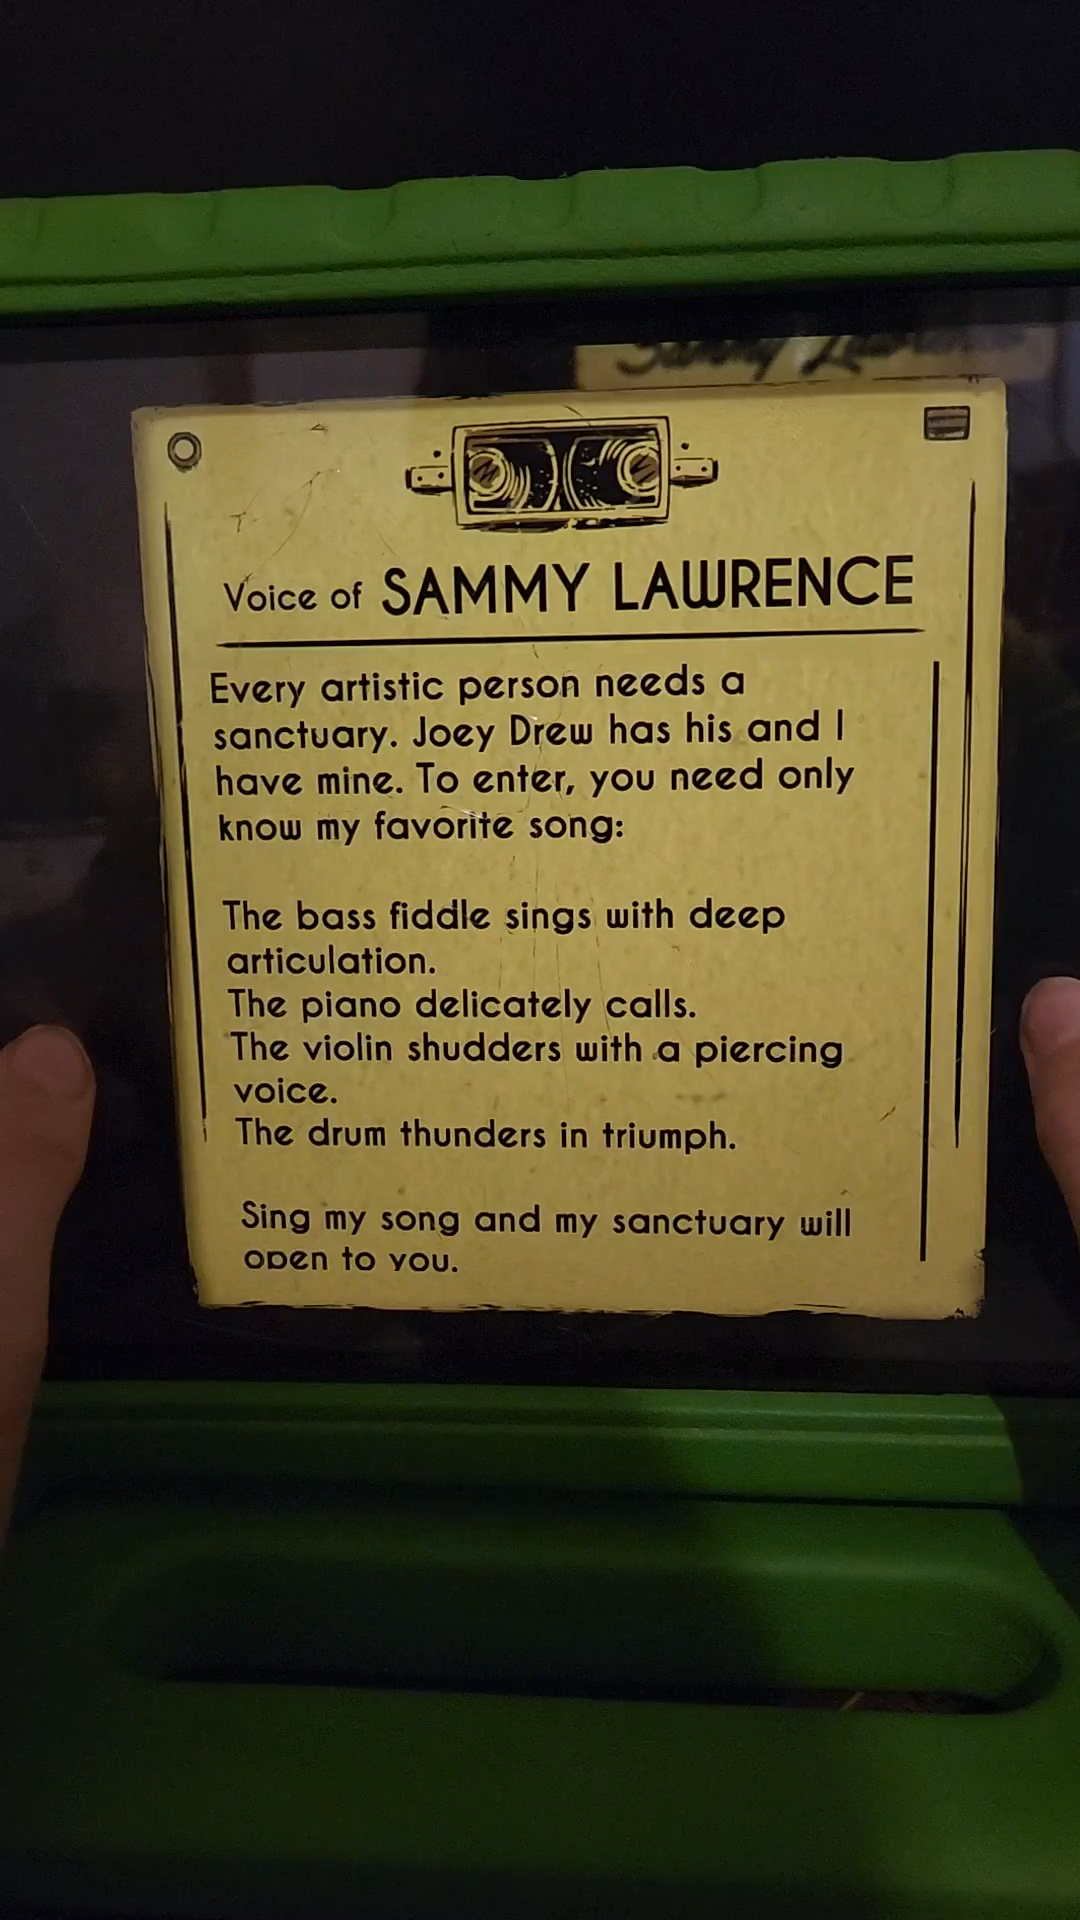 Sammy Lawrence
Voice of SAMMY LAWRENCE
Every artistic person needs a
sanctuary. Joey Drew has his and I
have mine. To enter, you need only
know my favorite song:
The bass fiddle sings with deep
articulation.
The piano delicately calls.
The violin shudders with a piercing
voice.
The drum thunders in triumph.
Sing my song and my sanctuary will
open to you.